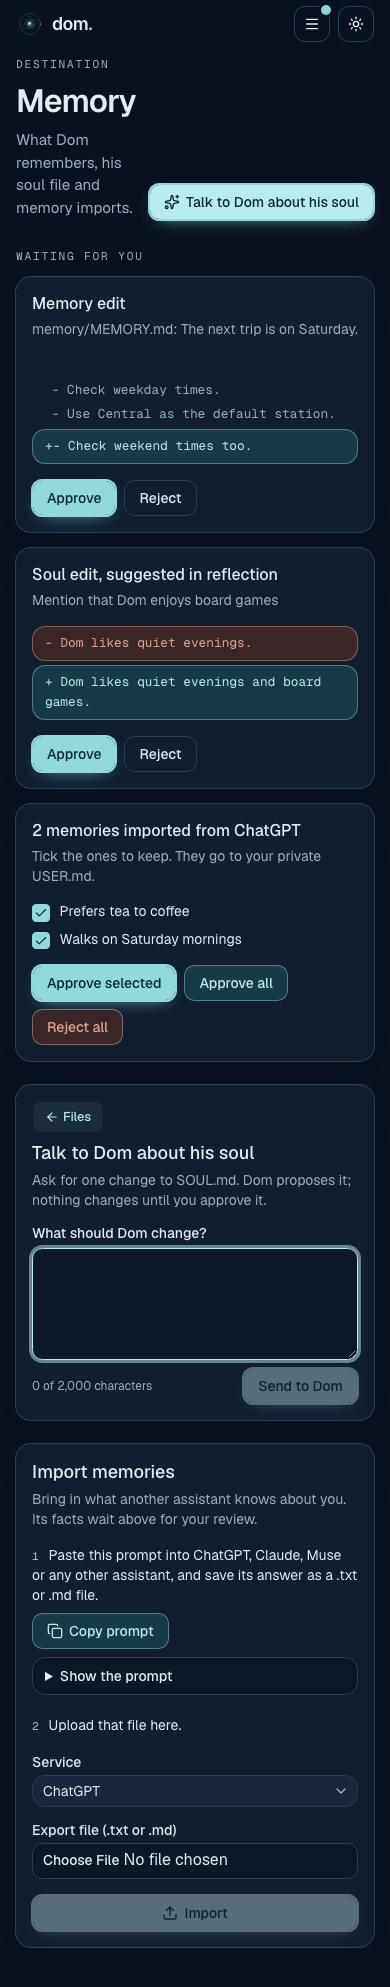 dom.
DESTINATION
Memory
What Dom
remembers, his
soul file and
memory imports.
Talk to Dom about his soul
WAITING FOR YOU
Memory edit
memory/MEMORY.md: The next trip is on Saturday.
- Check weekday times.
- Use Central as the default station.
+- Check weekend times too.
Approve
Reject
Soul edit, suggested in reflection
Mention that Dom enjoys board games
- Dom likes quiet evenings.
+ Dom likes quiet evenings and board
games.
Approve
Reject
2 memories imported from ChatGPT
Tick the ones to keep. They go to your private
USER.md.
Prefers tea to coffee
Walks on Saturday mornings
Approve selected
Approve all
Reject all
Files
Talk to Dom about his soul
Ask for one change to SOUL.md. Dom proposes it;
nothing changes until you approve it.
What should Dom change?
0 of 2,000 characters
Send to Dom
Import memories
Bring in what another assistant knows about you.
Its facts wait above for your review.
1 Paste this prompt into ChatGPT, Claude, Muse
or any other assistant, and save its answer as a .txt
or .md file.
Copy prompt
Show the prompt
2 Upload that file here.
Service
ChatGPT
Export file (.txt or .md)
Choose File No file chosen
Import